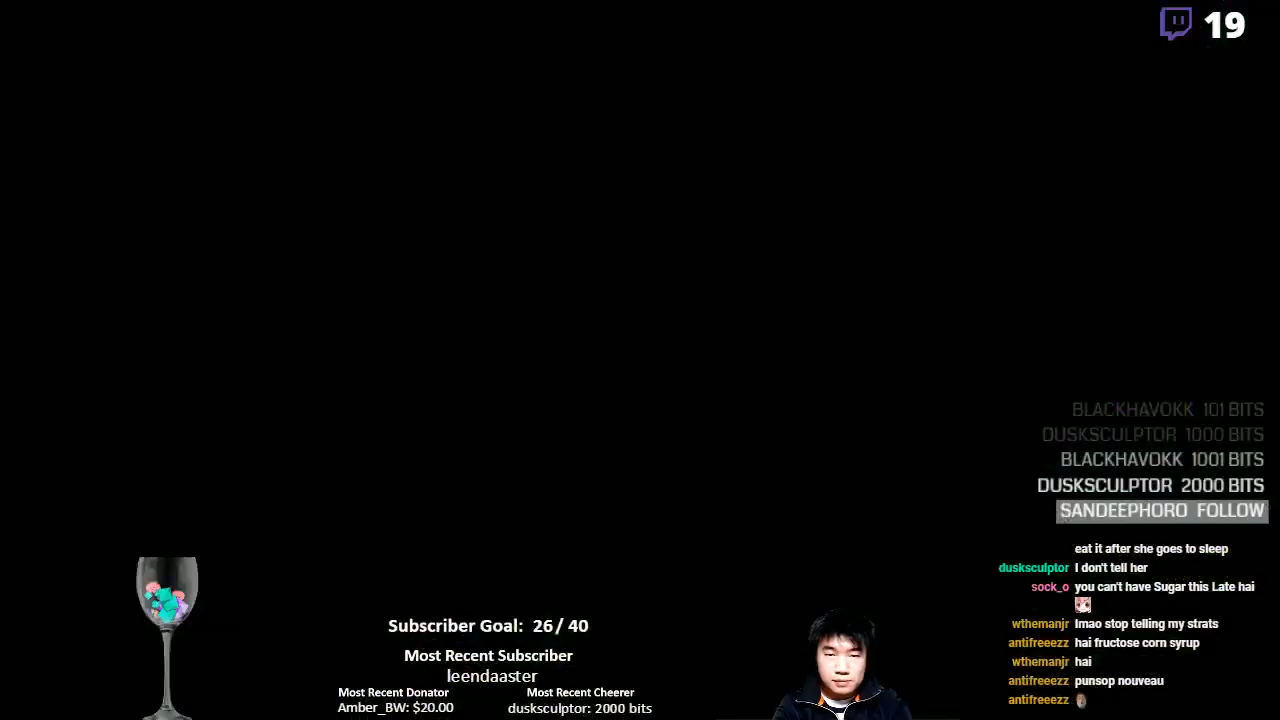 19
BLACKHAVOKK 101 BITS
DUSKSCULPTOR 1000 BITS
BLACKHAVOKK 1001 BITS
DUSKSCULPTOR 2000 BITS
SANDEEPHORO FOLLOW
eat it after she goes to sleep
dusksculptor I don't tell her
sock_o you can't have Sugar this Late hai
wthemanjr lmao stop telling my strats
antifreeezz hai fructose corn syrup
wthemanjr hai
antifreeezz punsop nouveau
antifreeezz
Subscriber Goal: 26 / 40
Most Recent Subscriber
leendaaster
Most Recent Donator
Amber_BW: $20.00
Most Recent Cheerer
dusksculptor: 2000 bits